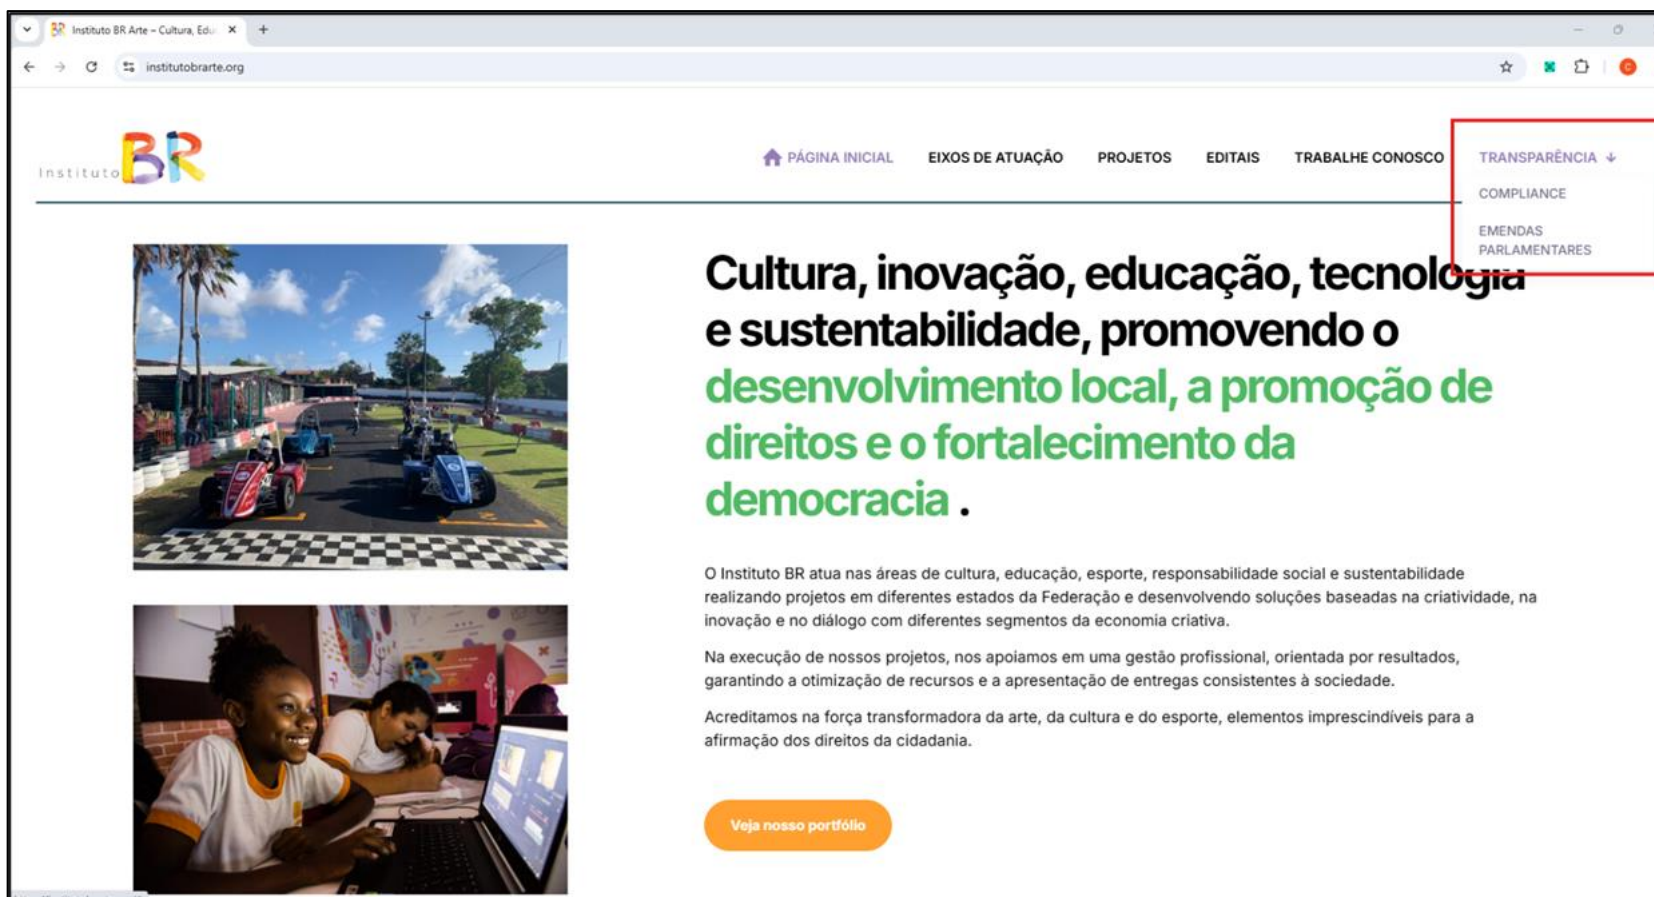 Instituto BR Arte – Cultura, Edu
institutobrarte.org
Instituto BR
PÁGINA INICIAL
EIXOS DE ATUAÇÃO
PROJETOS
EDITAIS
TRABALHE CONOSCO
TRANSPARÊNCIA
COMPLIANCE
EMENDAS
PARLAMENTARES
Cultura, inovação, educação, tecnologia
e sustentabilidade, promovendo o
desenvolvimento local, a promoção de
direitos e o fortalecimento da
democracia .
O Instituto BR atua nas áreas de cultura, educação, esporte, responsabilidade social e sustentabilidade
realizando projetos em diferentes estados da Federação e desenvolvendo soluções baseadas na criatividade, na
inovação e no diálogo com diferentes segmentos da economia criativa.
Na execução de nossos projetos, nos apoiamos em uma gestão profissional, orientada por resultados,
garantindo a otimização de recursos e a apresentação de entregas consistentes à sociedade.
Acreditamos na força transformadora da arte, da cultura e do esporte, elementos imprescindíveis para a
afirmação dos direitos da cidadania.
Veja nosso portfólio